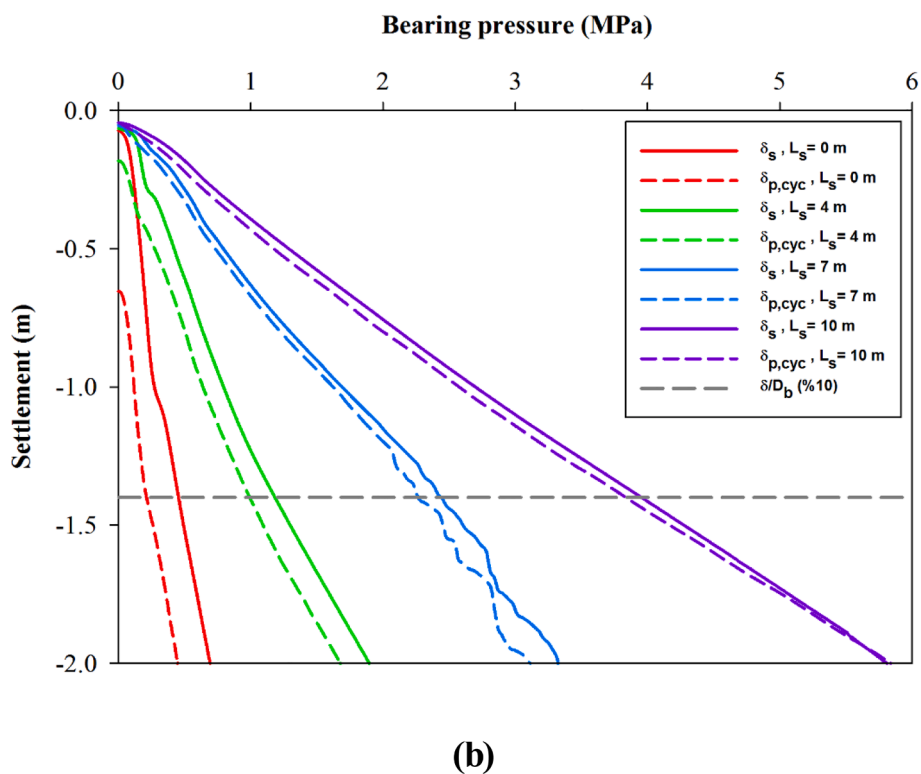 Bearing pressure (MPa)
0 1 2 3 4 5 6
0.0
-0.5
-1.0
-1.5
-2.0
Settlement (m)
δs , Ls= 0 m
δp,cyc , Ls= 0 m
δs , Ls= 4 m
δp,cyc , Ls= 4 m
δs , Ls= 7 m
δp,cyc , Ls= 7 m
δs , Ls= 10 m
δp,cyc , Ls= 10 m
δ/Db (%10)
(b)